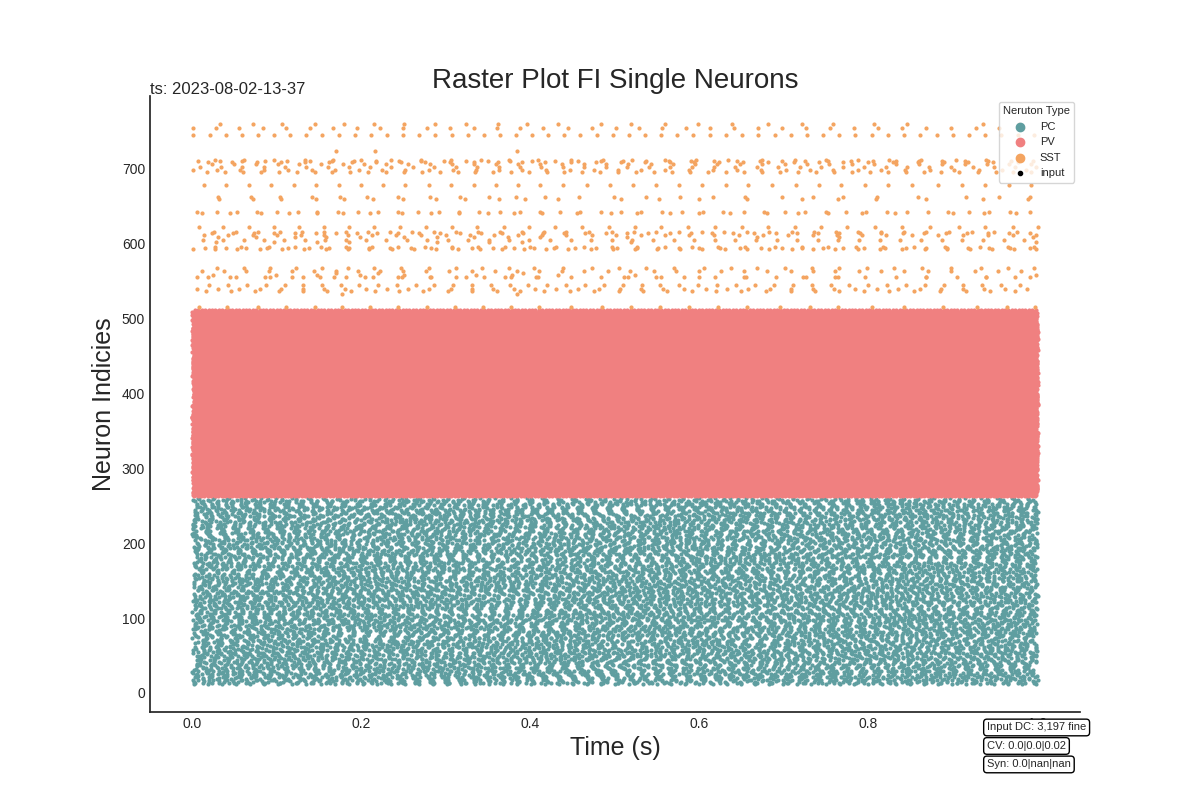 Raster Plot FI Single Neurons
ts: 2023-08-02-13-37
Neruton Type
PC
PV
SST
input
Neuron Indicies
700
600
500
400
300
200
100
0
0.0 0.2 0.4 0.6 0.8
Time (s)
Input DC: 3,197 fine
CV: 0.0|0.0|0.02
Syn: 0.0|nan|nan